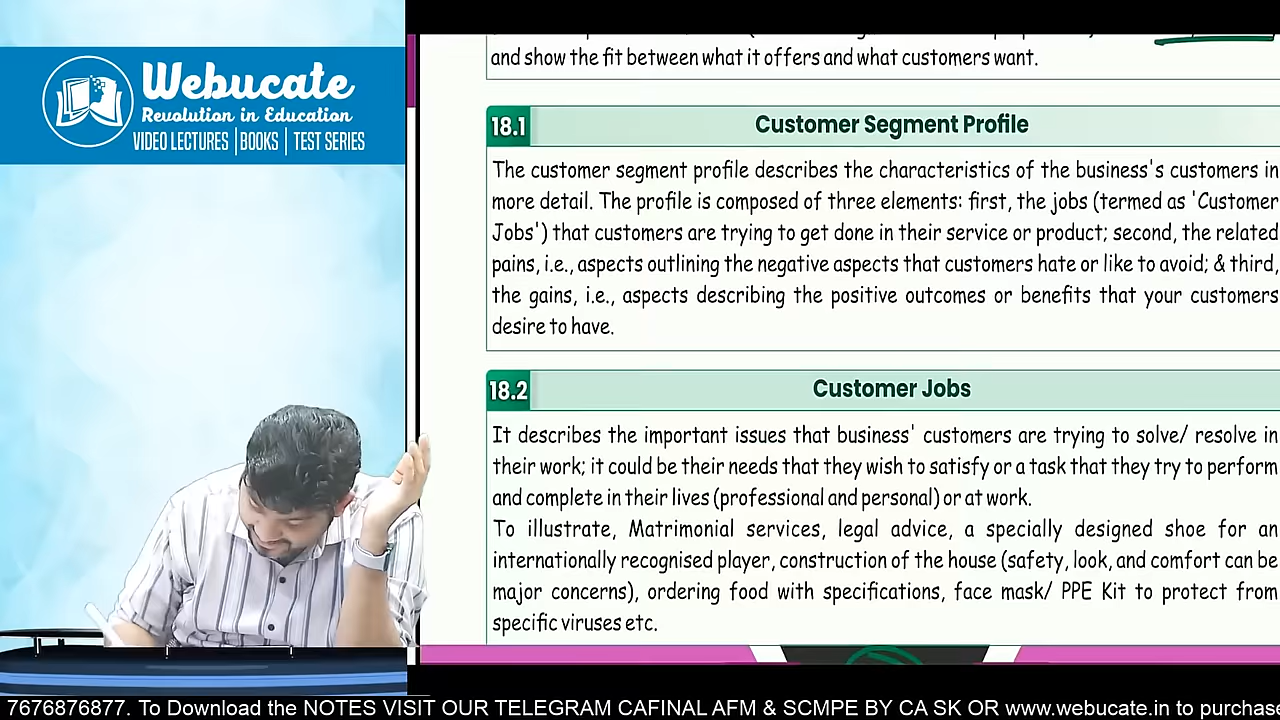 Webucate
Revolution in Education
VIDEO LECTURES | BOOKS | TEST SERIES
and show the fit between what it offers and what customers want.
18.1 Customer Segment Profile
The customer segment profile describes the characteristics of the business's customers in
more detail. The profile is composed of three elements: first, the jobs (termed as 'Customer
Jobs') that customers are trying to get done in their service or product; second, the related
pains, i.e., aspects outlining the negative aspects that customers hate or like to avoid; & third,
the gains, i.e., aspects describing the positive outcomes or benefits that your customers
desire to have.
18.2 Customer Jobs
It describes the important issues that business' customers are trying to solve/ resolve in
their work; it could be their needs that they wish to satisfy or a task that they try to perform
and complete in their lives (professional and personal) or at work.
To illustrate, Matrimonial services, legal advice, a specially designed shoe for an
internationally recognised player, construction of the house (safety, look, and comfort can be
major concerns), ordering food with specifications, face mask/ PPE Kit to protect from
specific viruses etc.
7676876877. To Download the NOTES VISIT OUR TELEGRAM CAFINAL AFM & SCMPE BY CA SK OR www.webucate.in to purchase